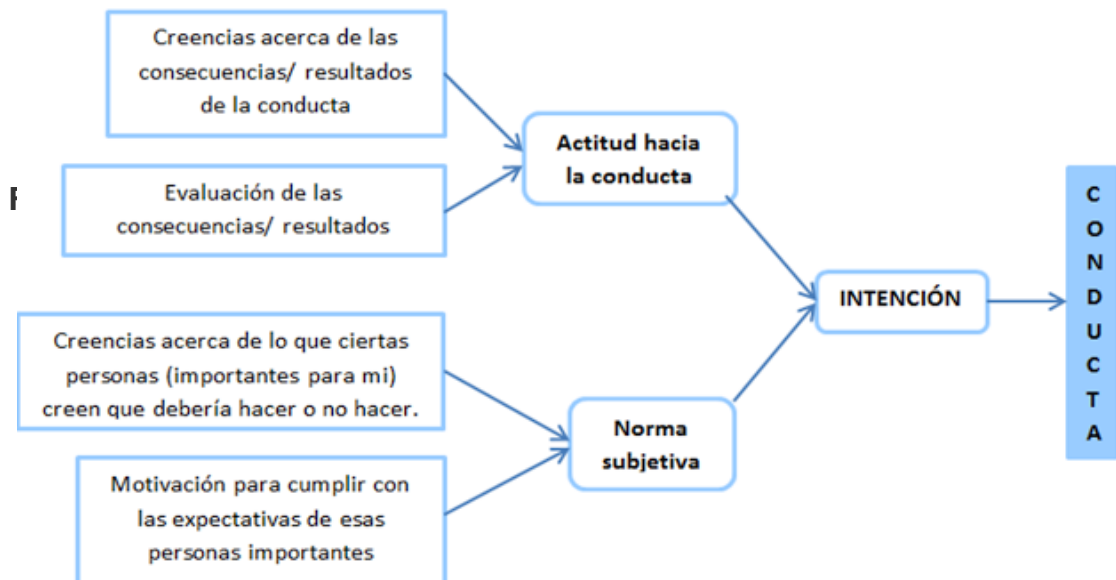 Creencias acerca de las
consecuencias/ resultados
de la conducta
Evaluación de las
consecuencias/ resultados
Actitud hacia
la conducta
Creencias acerca de lo que ciertas
personas (importantes para mi)
creen que debería hacer o no hacer.
Motivación para cumplir con
las expectativas de esas
personas importantes
Norma
subjetiva
INTENCIÓN
C
O
N
D
U
C
T
A